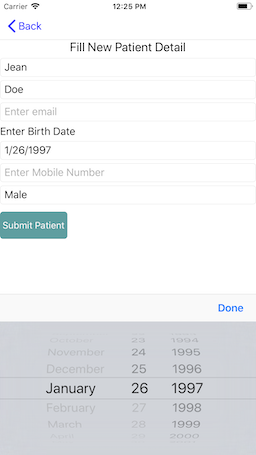 Carrier 12:25 PM
Back
Fill New Patient Detail
Jean
Doe
Enter email
Enter Birth Date
1/26/1997
Enter Mobile Number
Male
Submit Patient
Done
October 23 1994
November 24 1995
December 25 1996
January 26 1997
February 27 1998
March 28 1999
April 29 2000